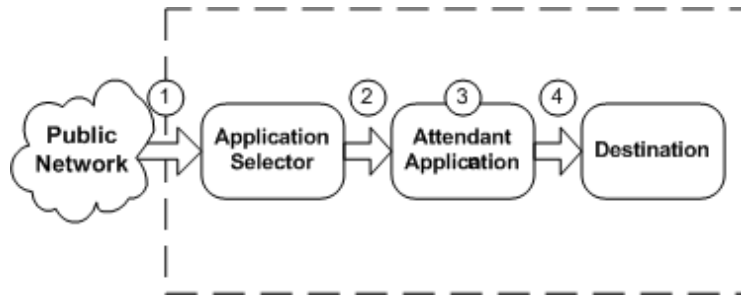 1
2
3
4
Public
Network
Application
Selector
Attendant
Application
Destination